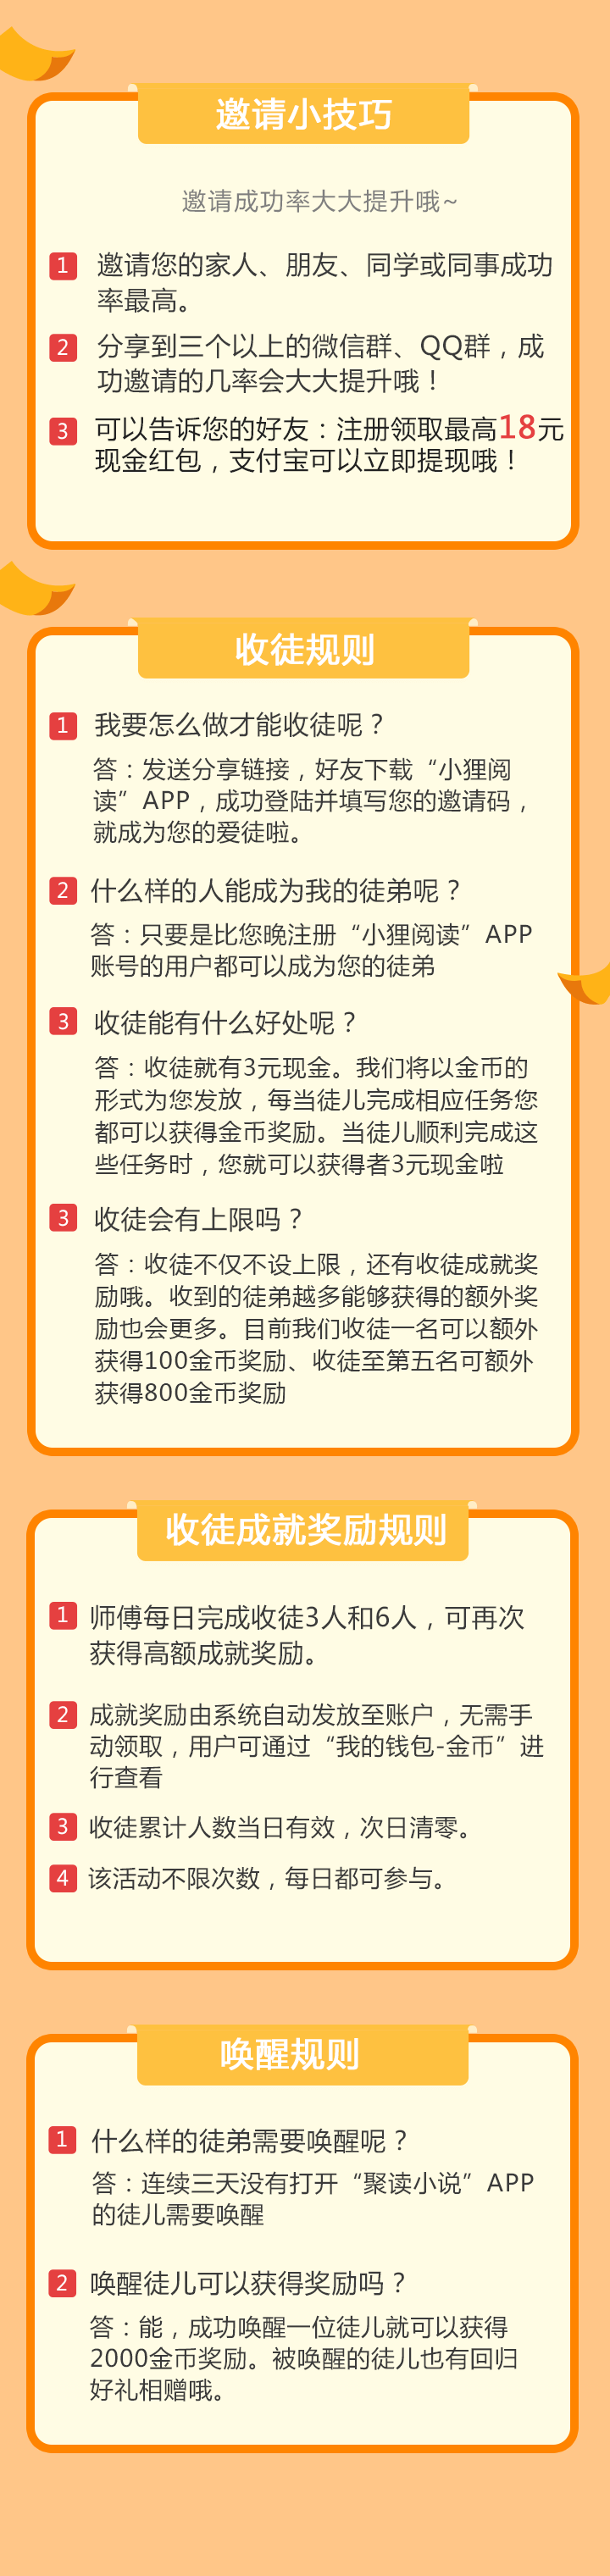 邀请小技巧
邀请成功率大大提升哦~
1 邀请您的家人、朋友、同学或同事成功
率最高。
2 分享到三个以上的微信群、QQ群，成
功邀请的几率会大大提升哦！
3 可以告诉您的好友：注册领取最高18元
现金红包，支付宝可以立即提现哦！
收徒规则
1 我要怎么做才能收徒呢？
答：发送分享链接，好友下载“小狸阅
读”APP，成功登陆并填写您的邀请码，
就成为您的爱徒啦。
2 什么样的人能成为我的徒弟呢？
答：只要是比您晚注册“小狸阅读”APP
账号的用户都可以成为您的徒弟
3 收徒能有什么好处呢？
答：收徒就有3元现金。我们将以金币的
形式为您发放，每当徒儿完成相应任务您
都可以获得金币奖励。当徒儿顺利完成这
些任务时，您就可以获得者3元现金啦
3 收徒会有上限吗？
答：收徒不仅不设上限，还有收徒成就奖
励哦。收到的徒弟越多能够获得的额外奖
励也会更多。目前我们收徒一名可以额外
获得100金币奖励、收徒至第五名可额外
获得800金币奖励
收徒成就奖励规则
1 师傅每日完成收徒3人和6人，可再次
获得高额成就奖励。
2 成就奖励由系统自动发放至账户，无需手
动领取，用户可通过“我的钱包-金币”进
行查看
3 收徒累计人数当日有效，次日清零。
4 该活动不限次数，每日都可参与。
唤醒规则
1 什么样的徒弟需要唤醒呢？
答：连续三天没有打开“聚读小说”APP
的徒儿需要唤醒
2 唤醒徒儿可以获得奖励吗？
答：能，成功唤醒一位徒儿就可以获得
2000金币奖励。被唤醒的徒儿也有回归
好礼相赠哦。